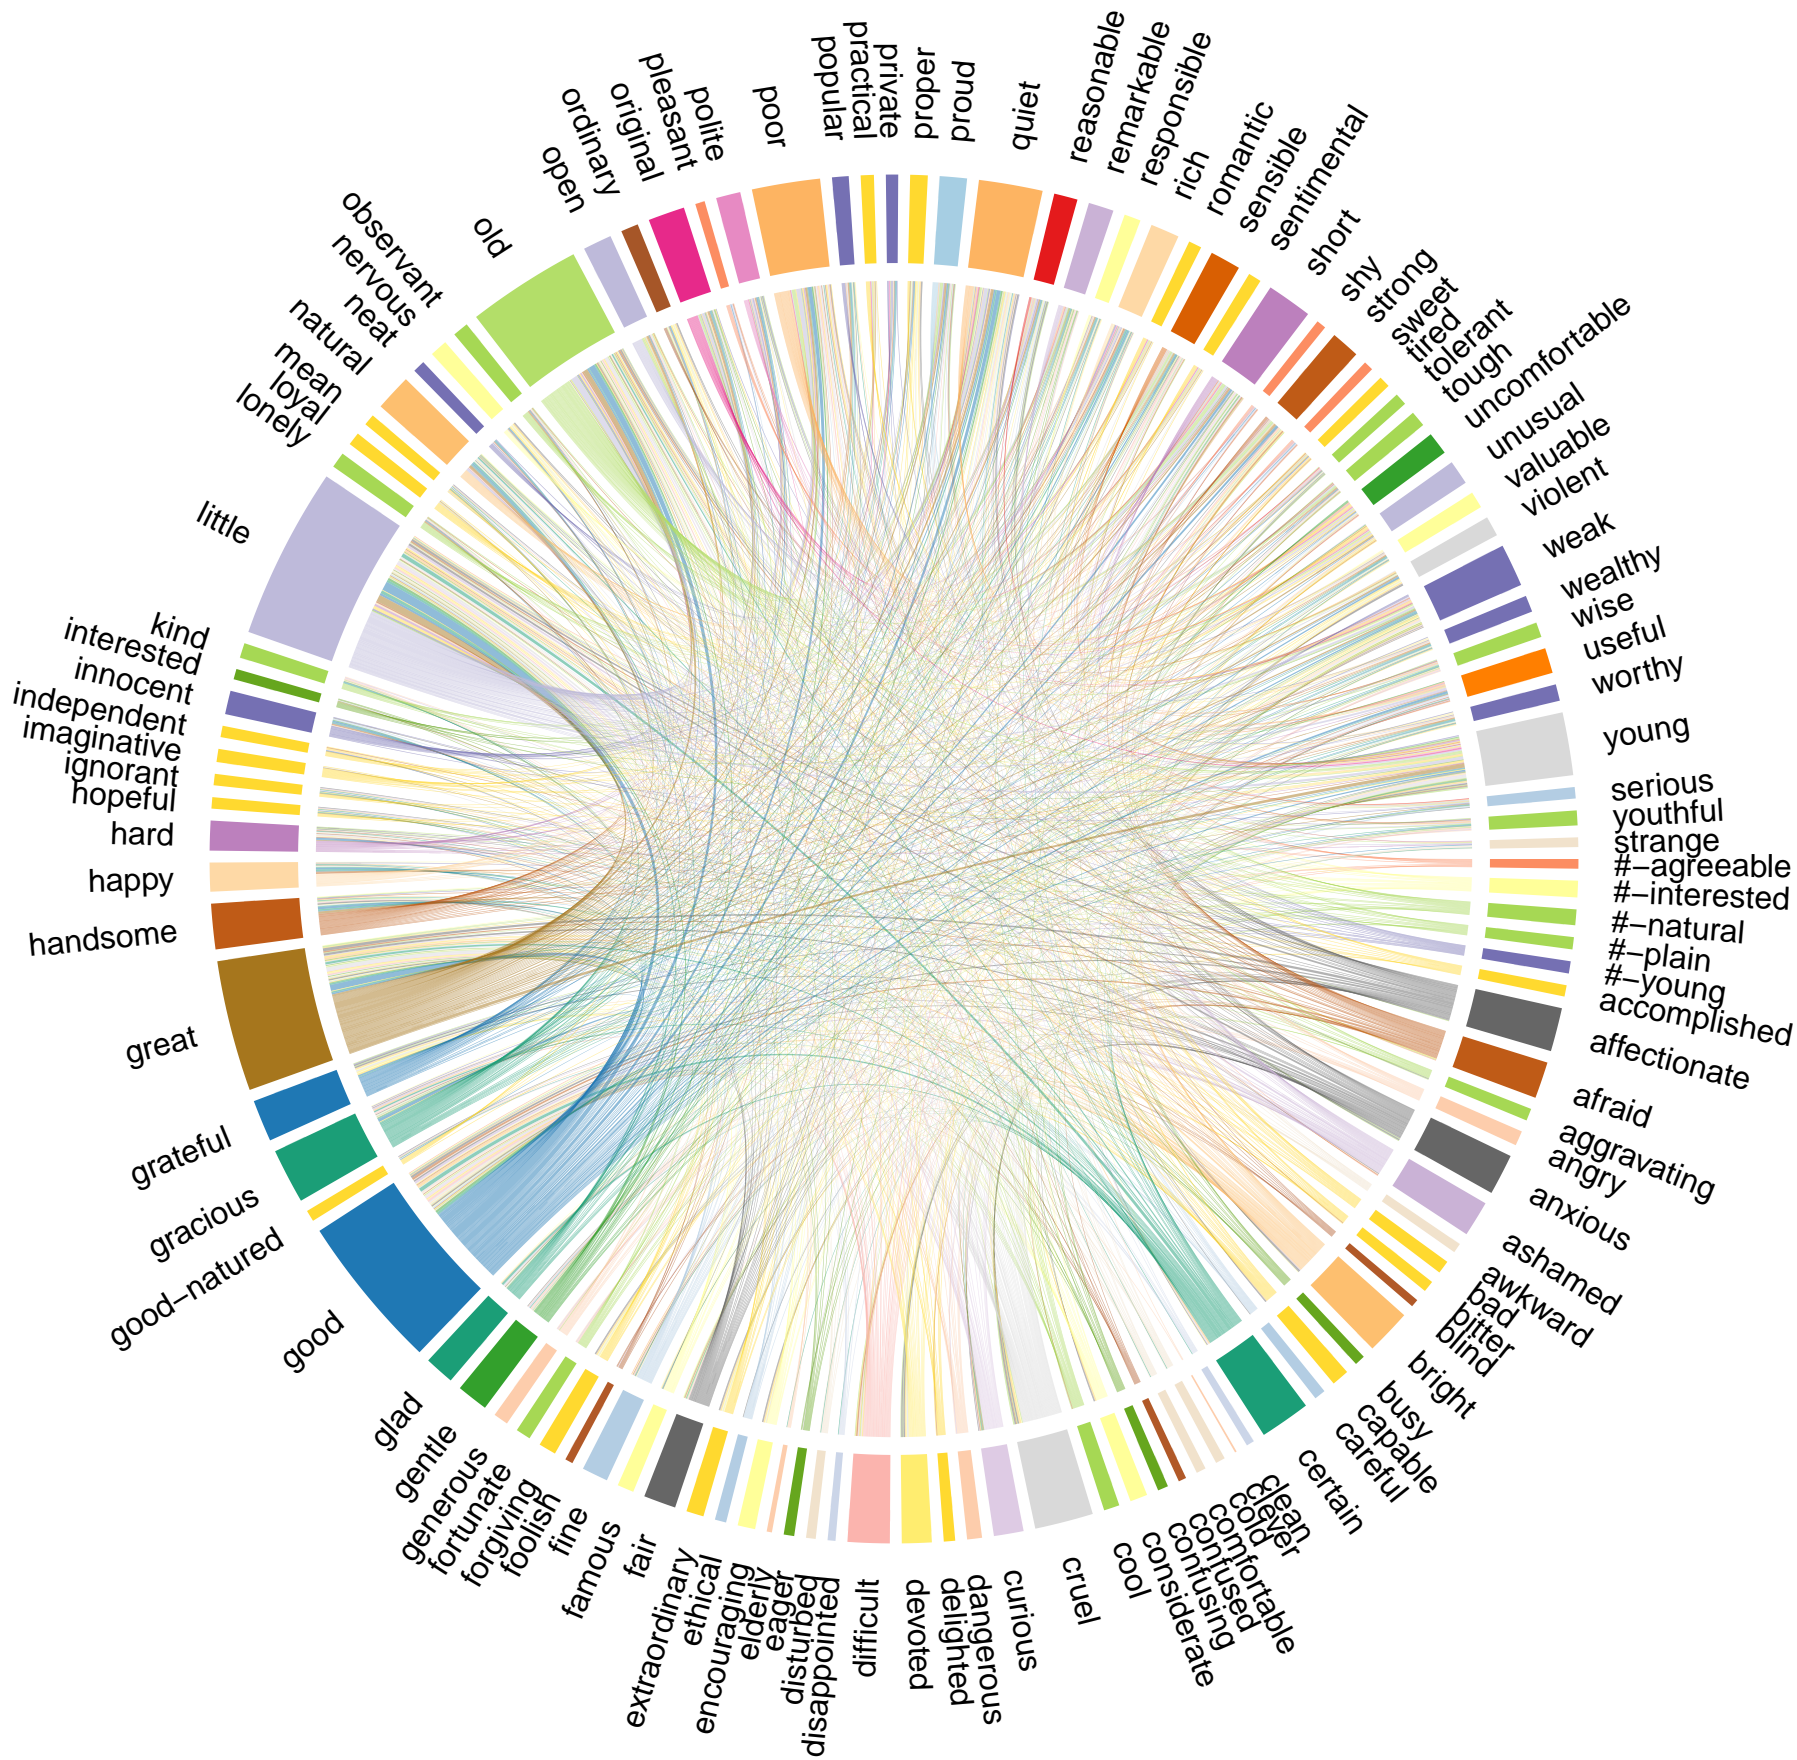 reasonable
remarkable
responsible
rich
romantic
sensible
sentimental
short
shy
strong
sweet
tired
tolerant
tough
uncomfortable
unusual
valuable
violent
weak
wealthy
wise
useful
worthy
young
serious
youthful
strange
#−agreeable
#−interested
#−natural
#−plain
#−young
accomplished
affectionate
afraid
aggravating
angry
anxious
ashamed
awkward
bad
bitter
blind
bright
busy
capable
careful
certain
clean
clever
cold
comfortable
confused
confusing
considerate
cool
cruel
curious
dangerous
delighted
devoted
difficult
disappointed
disturbed
eager
elderly
encouraging
ethical
extraordinary
fair
famous
fine
foolish
forgiving
fortunate
generous
gentle
glad
good
good−natured
gracious
grateful
great
handsome
happy
hard
hopeful
ignorant
imaginative
independent
innocent
interested
kind
little
lonely
loyal
mean
natural
neat
nervous
observant
old
open
ordinary
original
pleasant
polite
poor
popular
practical
private
proper
proud
quiet